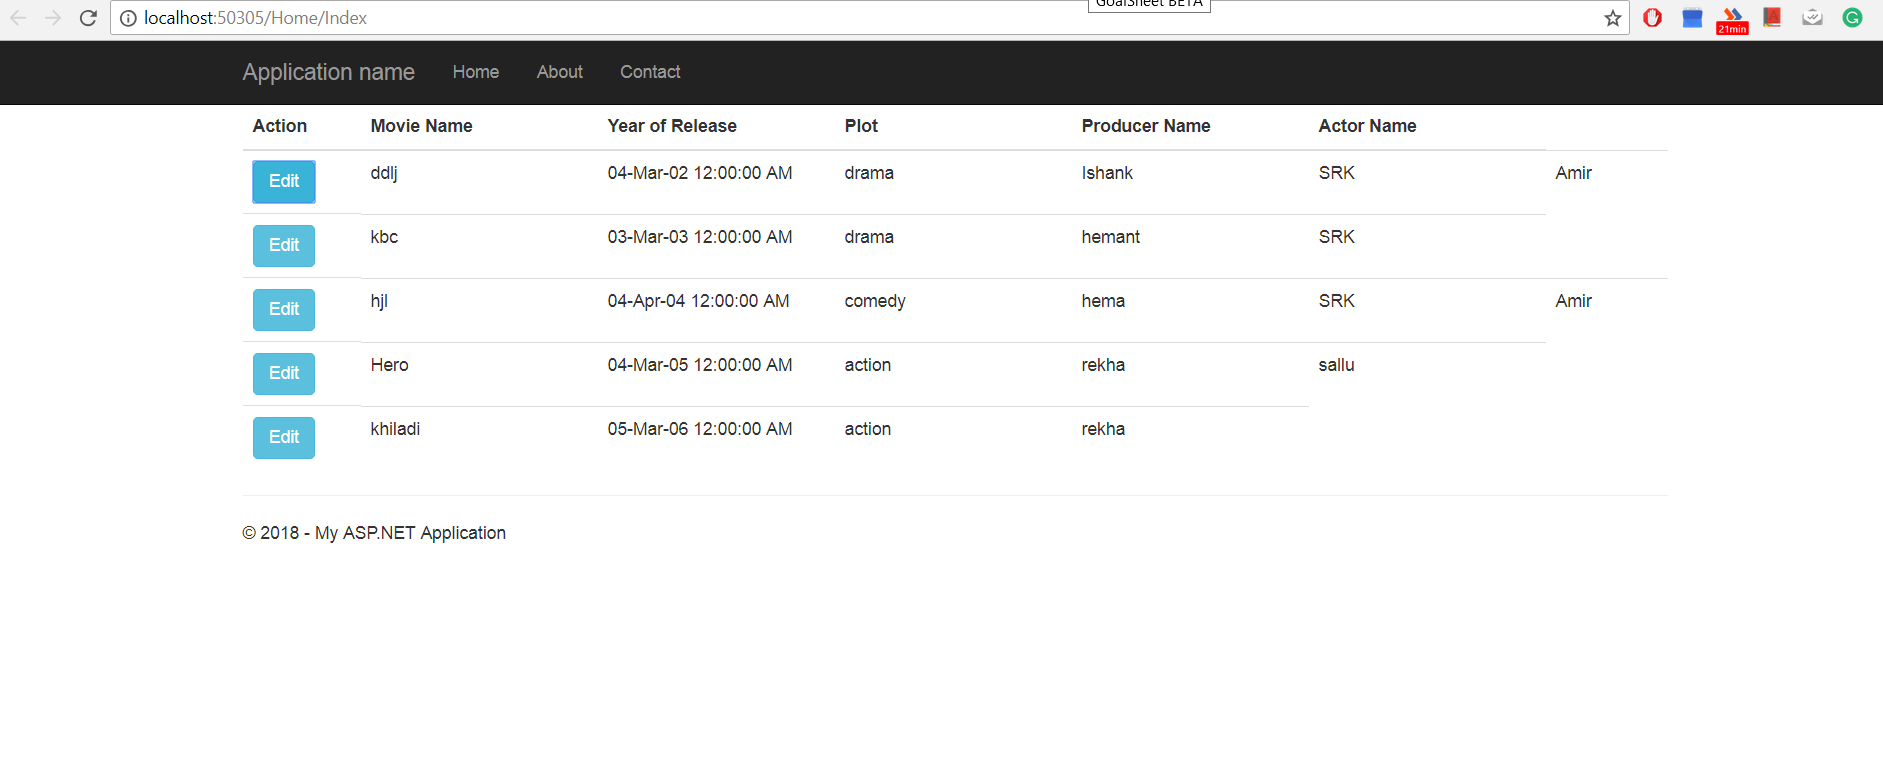 GoalSheet BETA
localhost:50305/Home/Index
21min
Application name Home About Contact
Action Movie Name Year of Release Plot Producer Name Actor Name
Edit ddlj 04-Mar-02 12:00:00 AM drama Ishank SRK Amir
Edit kbc 03-Mar-03 12:00:00 AM drama hemant SRK
Edit hjl 04-Apr-04 12:00:00 AM comedy hema SRK Amir
Edit Hero 04-Mar-05 12:00:00 AM action rekha sallu
Edit khiladi 05-Mar-06 12:00:00 AM action rekha
© 2018 - My ASP.NET Application